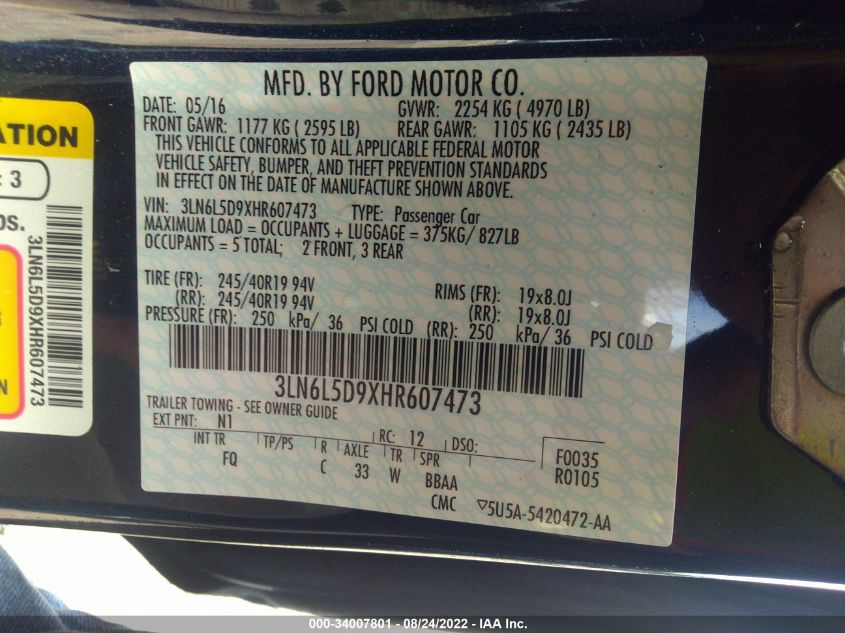 MFD. BY FORD MOTOR CO.
DATE: 05/16 GVWR: 2254 KG ( 4970 LB)
FRONT GAWR: 1177 KG ( 2595 LB) REAR GAWR: 1105 KG ( 2435 LB)
THIS VEHICLE CONFORMS TO ALL APPLICABLE FEDERAL MOTOR
VEHICLE SAFETY, BUMPER, AND THEFT PREVENTION STANDARDS
IN EFFECT ON THE DATE OF MANUFACTURE SHOWN ABOVE.
VIN: 3LN6L5D9XHR607473 TYPE: Passenger Car
MAXIMUM LOAD = OCCUPANTS + LUGGAGE = 375KG/ 827LB
OCCUPANTS = 5 TOTAL; 2 FRONT, 3 REAR
TIRE (FR): 245/40R19 94V RIMS (FR): 19x8.0J
(RR): 245/40R19 94V (RR): 19x8.0J
PRESSURE (FR): 250 kPa/ 36 PSI COLD (RR): 250 kPa/ 36 PSI COLD
3LN6L5D9XHR607473
TRAILER TOWING - SEE OWNER GUIDE
EXT PNT: N1 RC: 12 DSO: F0035
INT TR TP/PS R AXLE TR SPR R0105
FQ C 33 W BBAA
CMC ▽5U5A-5420472-AA
ATION
: 3
DS.
3LN6L5D9XHR607473
R
000-34007801 - 08/24/2022 - IAA Inc.